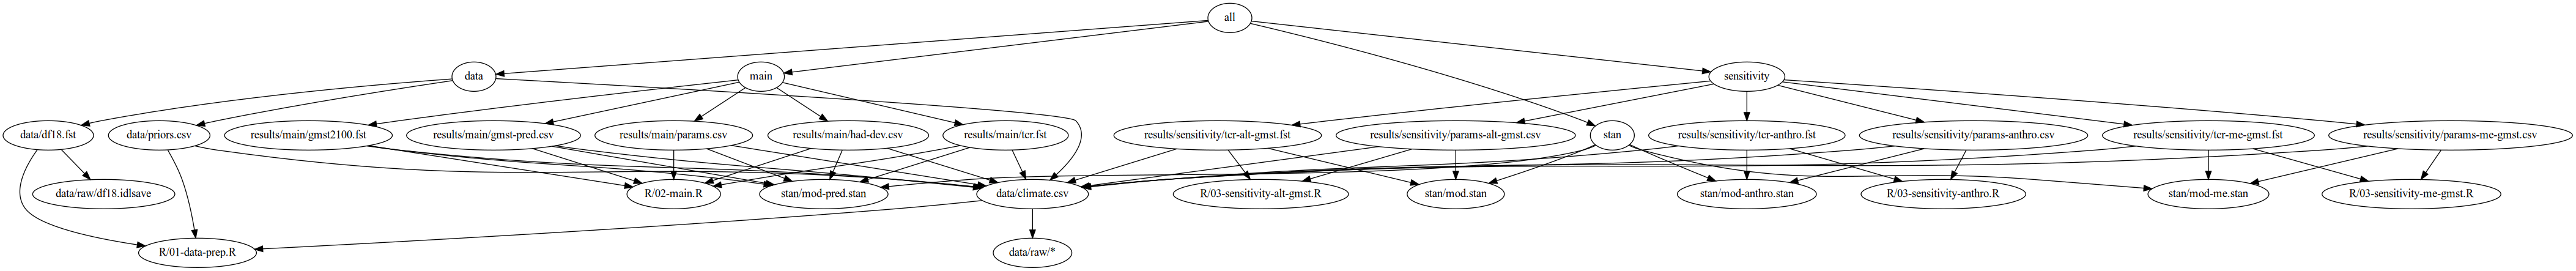 all
data
main
sensitivity
data/df18.fst
data/priors.csv
results/main/gmst2100.fst
results/main/gmst-pred.csv
results/main/params.csv
results/main/had-dev.csv
results/main/tcr.fst
results/sensitivity/tcr-alt-gmst.fst
results/sensitivity/params-alt-gmst.csv
stan
results/sensitivity/tcr-anthro.fst
results/sensitivity/params-anthro.csv
results/sensitivity/tcr-me-gmst.fst
results/sensitivity/params-me-gmst.csv
data/raw/df18.idlsave
R/02-main.R
stan/mod-pred.stan
data/climate.csv
R/03-sensitivity-alt-gmst.R
stan/mod.stan
stan/mod-anthro.stan
R/03-sensitivity-anthro.R
stan/mod-me.stan
R/03-sensitivity-me-gmst.R
R/01-data-prep.R
data/raw/*